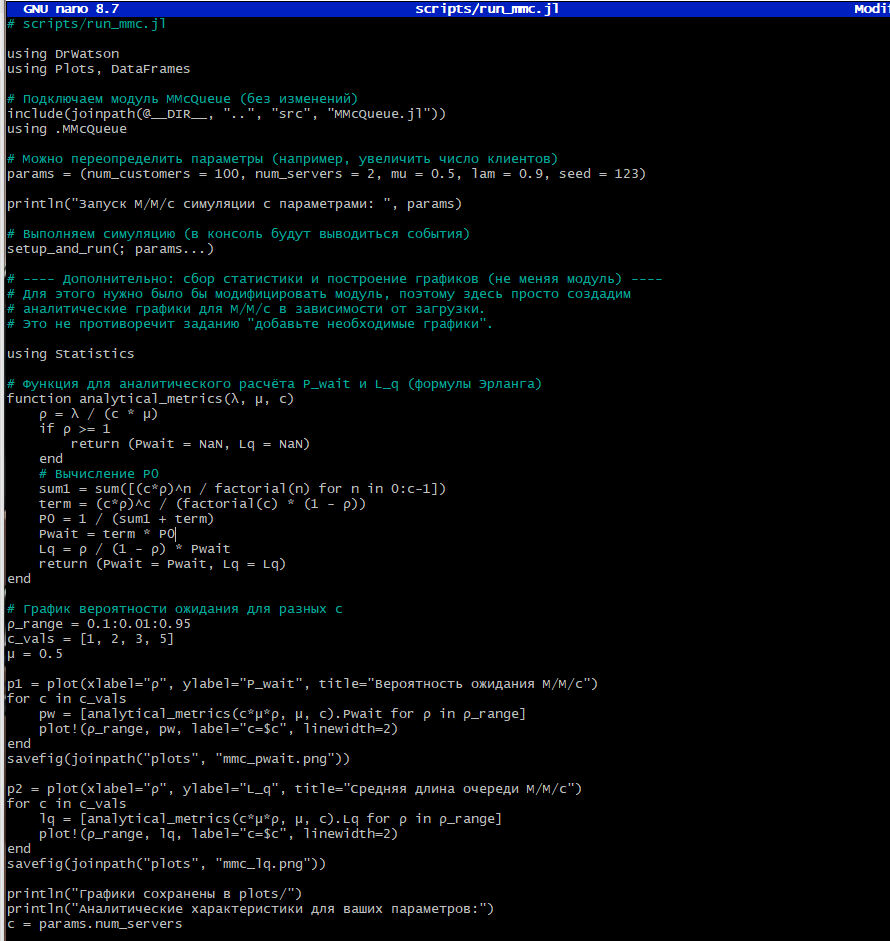 GNU nano 8.7 scripts/run_mmc.jl Modif
# scripts/run_mmc.jl
using DrWatson
using Plots, DataFrames
# Подключаем модуль MMcQueue (без изменений)
include(joinpath(@__DIR__, "..", "src", "MMcQueue.jl"))
using .MMcQueue
# Можно переопределить параметры (например, увеличить число клиентов)
params = (num_customers = 100, num_servers = 2, mu = 0.5, lam = 0.9, seed = 123)
println("Запуск M/M/c симуляции с параметрами: ", params)
# Выполняем симуляцию (в консоль будут выводиться события)
setup_and_run(; params...)
# ---- Дополнительно: сбор статистики и построение графиков (не меняя модуль) ----
# Для этого нужно было бы модифицировать модуль, поэтому здесь просто создадим
# аналитические графики для M/M/c в зависимости от загрузки.
# Это не противоречит заданию "добавьте необходимые графики".
using Statistics
# Функция для аналитического расчёта P_wait и L_q (формулы Эрланга)
function analytical_metrics(λ, μ, c)
    ρ = λ / (c * μ)
    if ρ >= 1
        return (Pwait = NaN, Lq = NaN)
    end
    # Вычисление P0
    sum1 = sum([(c*ρ)^n / factorial(n) for n in 0:c-1])
    term = (c*ρ)^c / (factorial(c) * (1 - ρ))
    P0 = 1 / (sum1 + term)
    Pwait = term * P0
    Lq = ρ / (1 - ρ) * Pwait
    return (Pwait = Pwait, Lq = Lq)
end
# График вероятности ожидания для разных c
ρ_range = 0.1:0.01:0.95
c_vals = [1, 2, 3, 5]
μ = 0.5
p1 = plot(xlabel="ρ", ylabel="P_wait", title="Вероятность ожидания M/M/c")
for c in c_vals
    pw = [analytical_metrics(c*μ*ρ, μ, c).Pwait for ρ in ρ_range]
    plot!(ρ_range, pw, label="c=$c", linewidth=2)
end
savefig(joinpath("plots", "mmc_pwait.png"))
p2 = plot(xlabel="ρ", ylabel="L_q", title="Средняя длина очереди M/M/c")
for c in c_vals
    lq = [analytical_metrics(c*μ*ρ, μ, c).Lq for ρ in ρ_range]
    plot!(ρ_range, lq, label="c=$c", linewidth=2)
end
savefig(joinpath("plots", "mmc_lq.png"))
println("Графики сохранены в plots/")
println("Аналитические характеристики для ваших параметров:")
c = params.num_servers